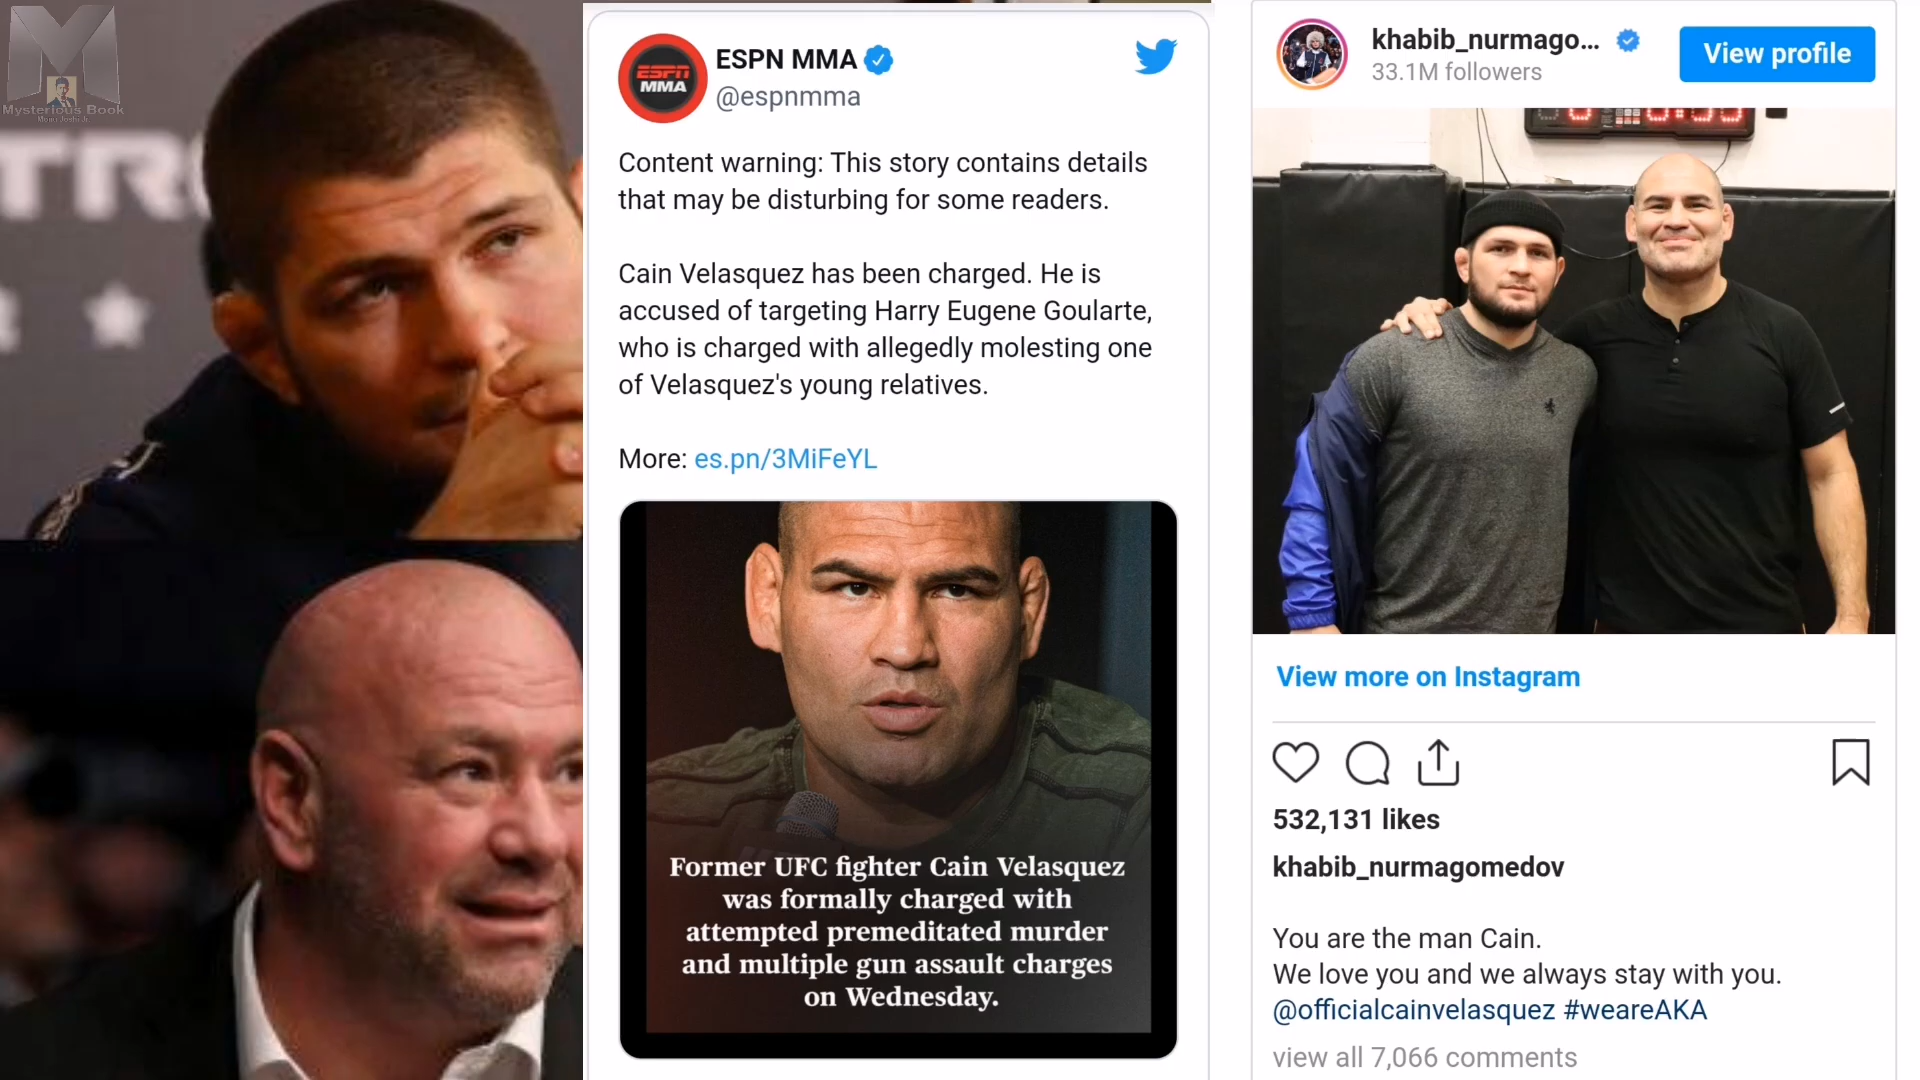 Mysterious Book
TR
ESPN MMA
@espnmma
ESPN
MMA
Content warning: This story contains details
that may be disturbing for some readers.
Cain Velasquez has been charged. He is
accused of targeting Harry Eugene Goularte,
who is charged with allegedly molesting one
of Velasquez's young relatives.
More: es.pn/3MiFeYL
Former UFC fighter Cain Velasquez
was formally charged with
attempted premeditated murder
and multiple gun assault charges
on Wednesday.
khabib_nurmago...
33.1M followers
View profile
View more on Instagram
532,131 likes
khabib_nurmagomedov
You are the man Cain.
We love you and we always stay with you.
@officialcainvelasquez #weareAKA
view all 7,066 comments